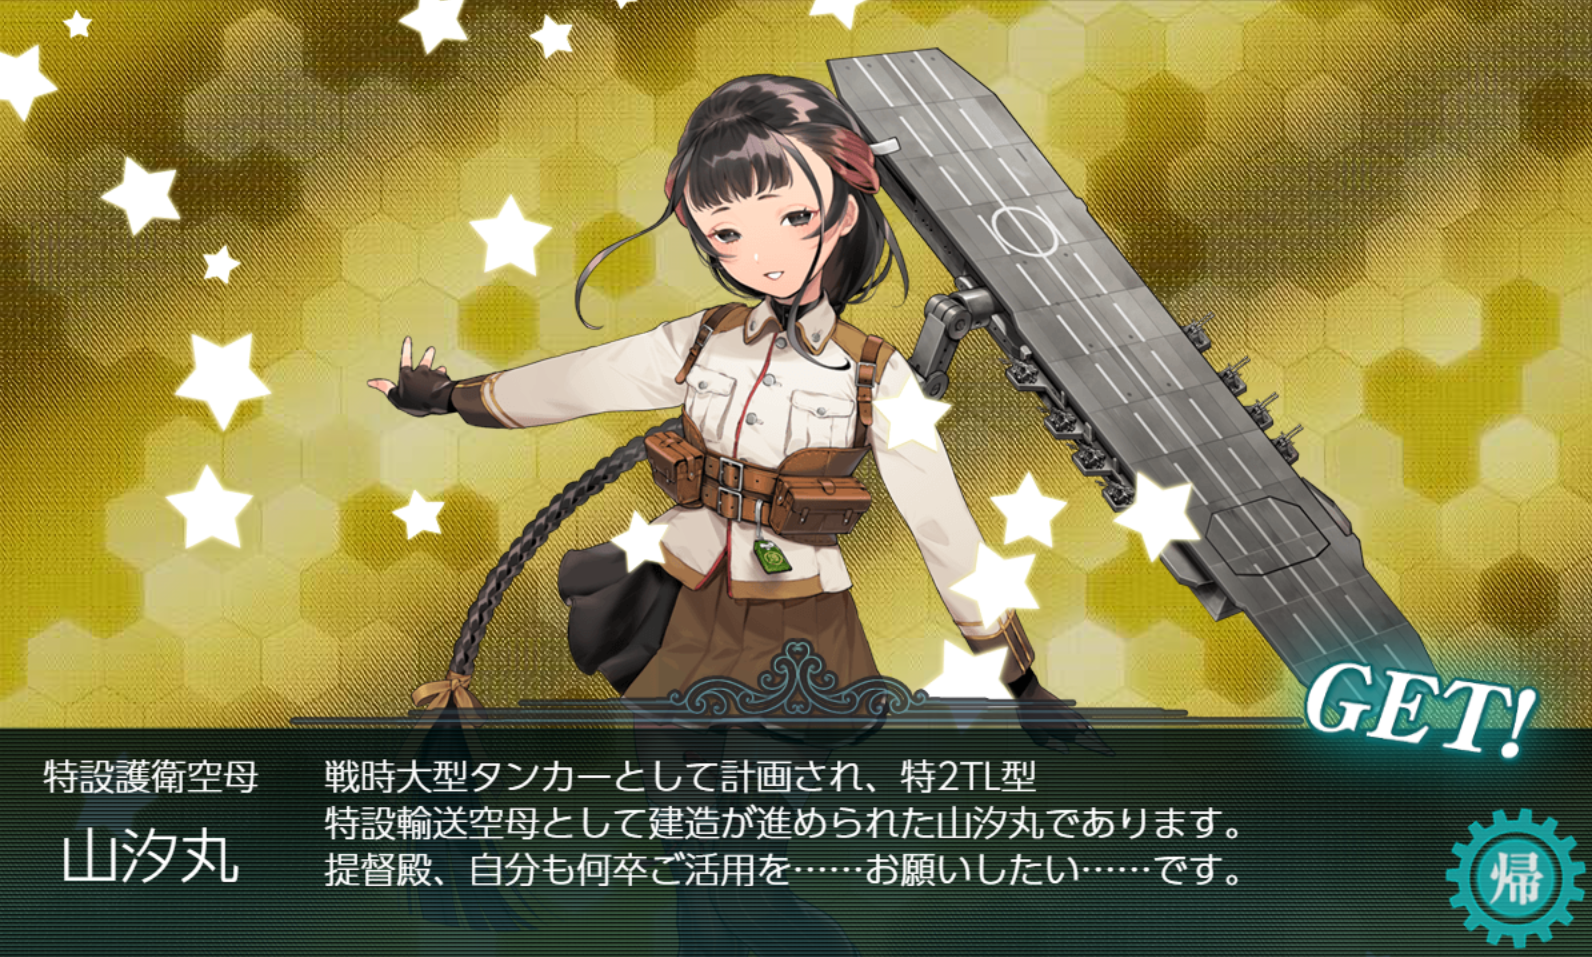 GET!
特設護衛空母
山汐丸
戦時大型タンカーとして計画され、特2TL型
特設輸送空母として建造が進められた山汐丸であります。
提督殿、自分も何卒ご活用を……お願いしたい……です。
帰